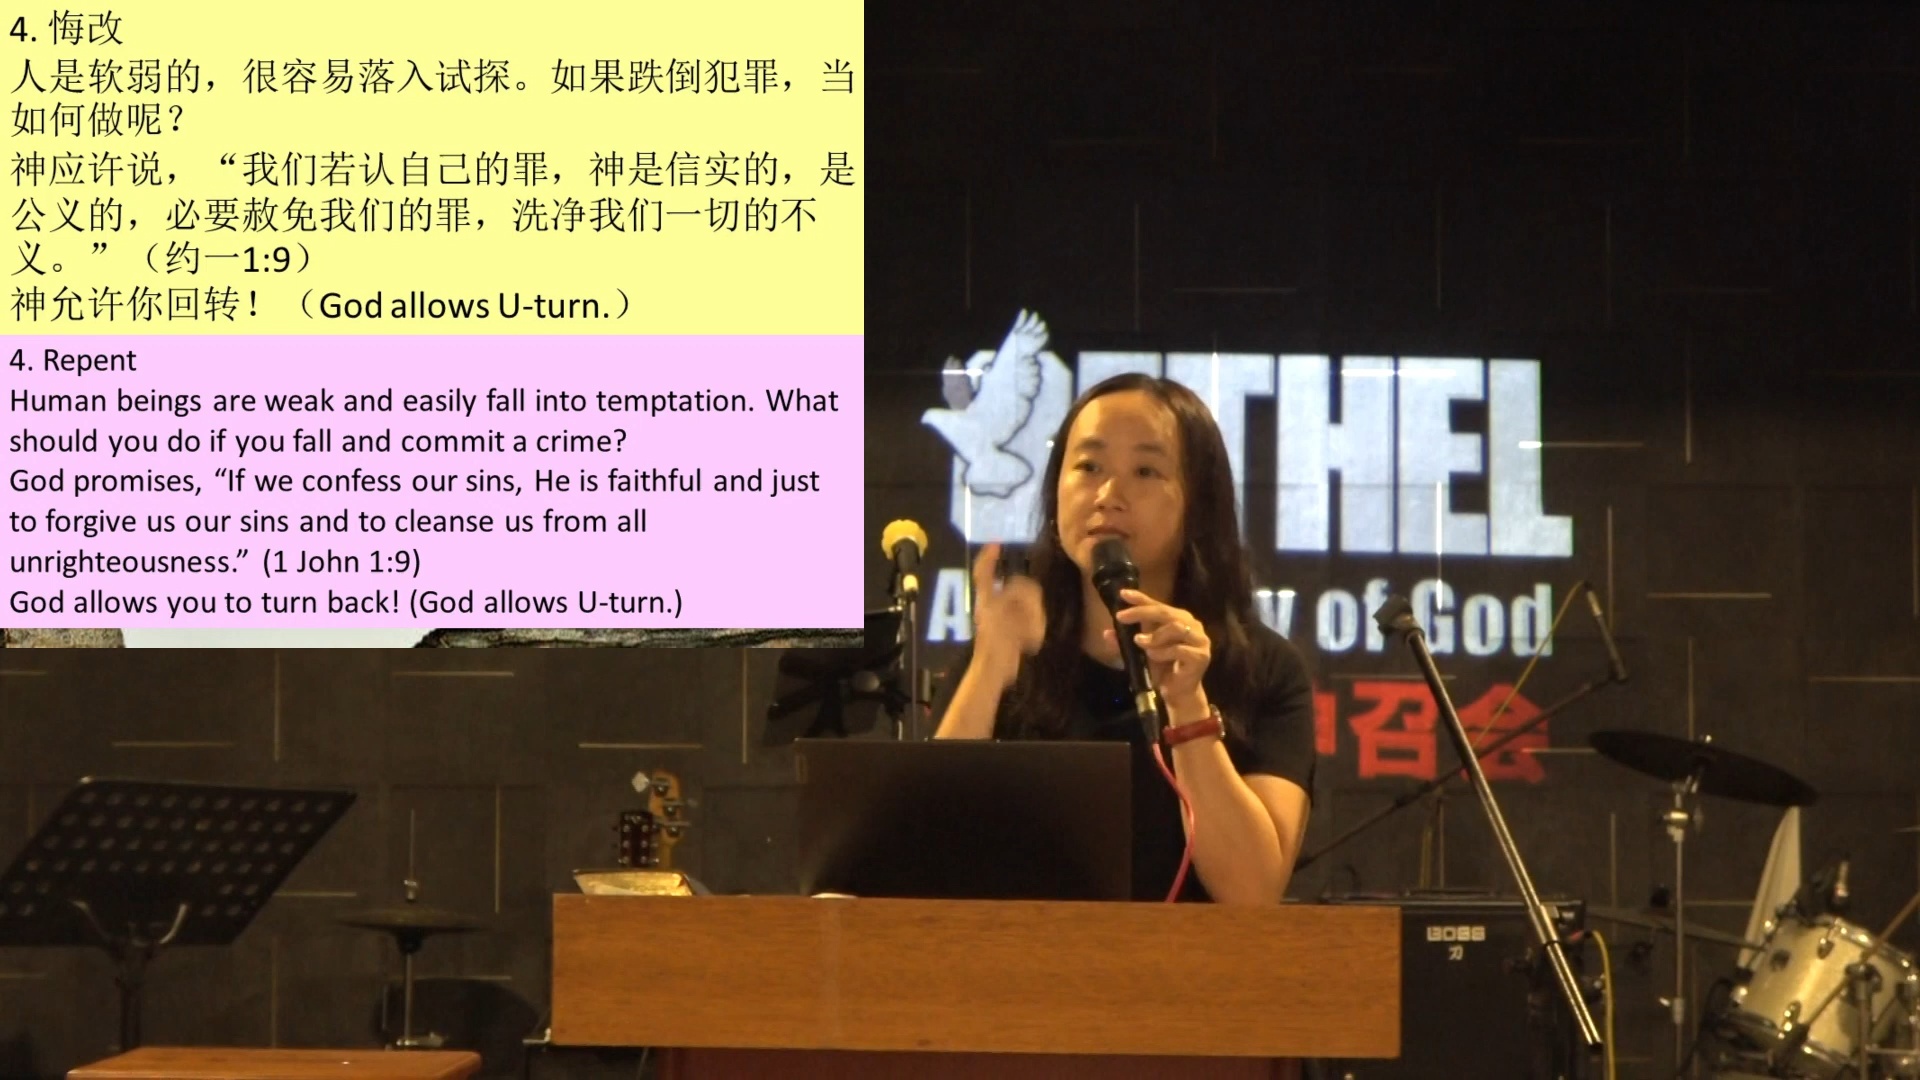 4. 悔改
人是软弱的，很容易落入试探。如果跌倒犯罪，当
如何做呢？
神应许说，“我们若认自己的罪，神是信实的，是
公义的，必要赦免我们的罪，洗净我们一切的不
义。”（约一1:9）
神允许你回转！（God allows U-turn.）
4. Repent
Human beings are weak and easily fall into temptation. What
should you do if you fall and commit a crime?
God promises, “If we confess our sins, He is faithful and just
to forgive us our sins and to cleanse us from all
unrighteousness.” (1 John 1:9)
God allows you to turn back! (God allows U-turn.)
THEL
of God
召会
BOSS